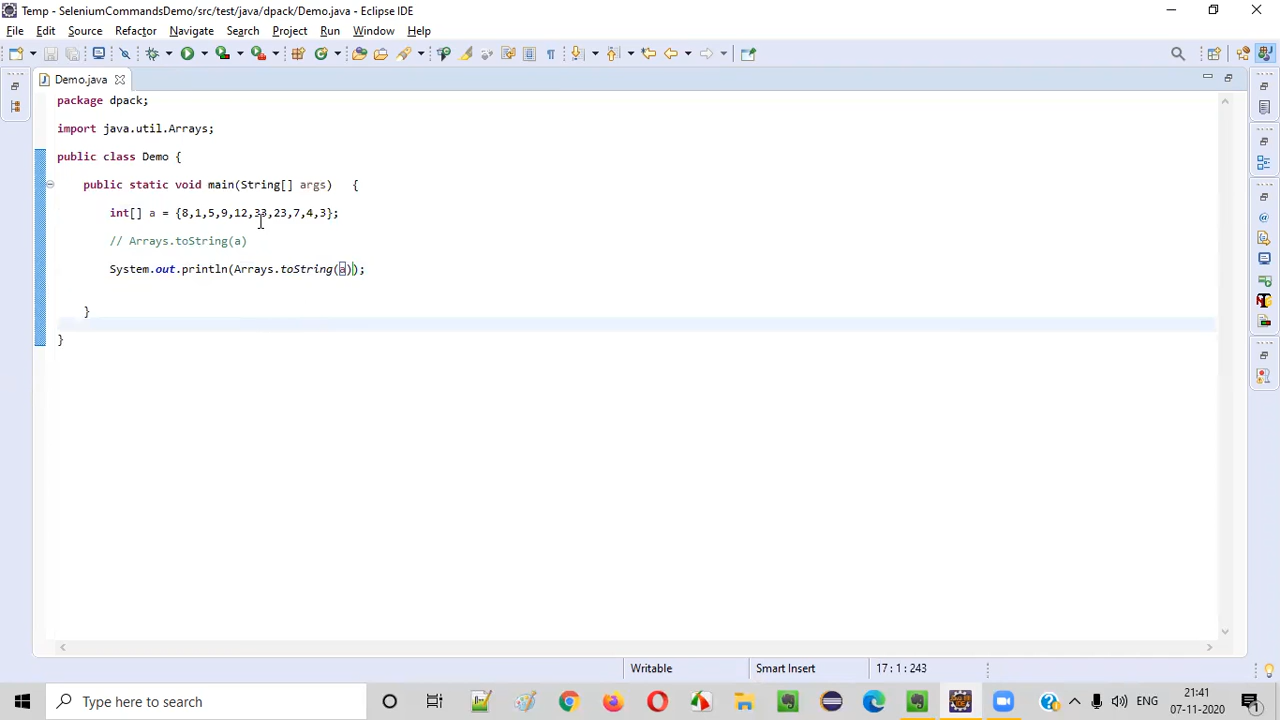 Temp - SeleniumCommandsDemo/src/test/java/dpack/Demo.java - Eclipse IDE
File Edit Source Refactor Navigate Search Project Run Window Help
Demo.java
package dpack;
import java.util.Arrays;
public class Demo {
public static void main(String[] args) {
int[] a = {8,1,5,9,12,33,23,7,4,3};
// Arrays.toString(a)
System.out.println(Arrays.toString(a));
}
}
Writable Smart Insert 17 : 1 : 243
Type here to search
ENG
21:41
07-11-2020